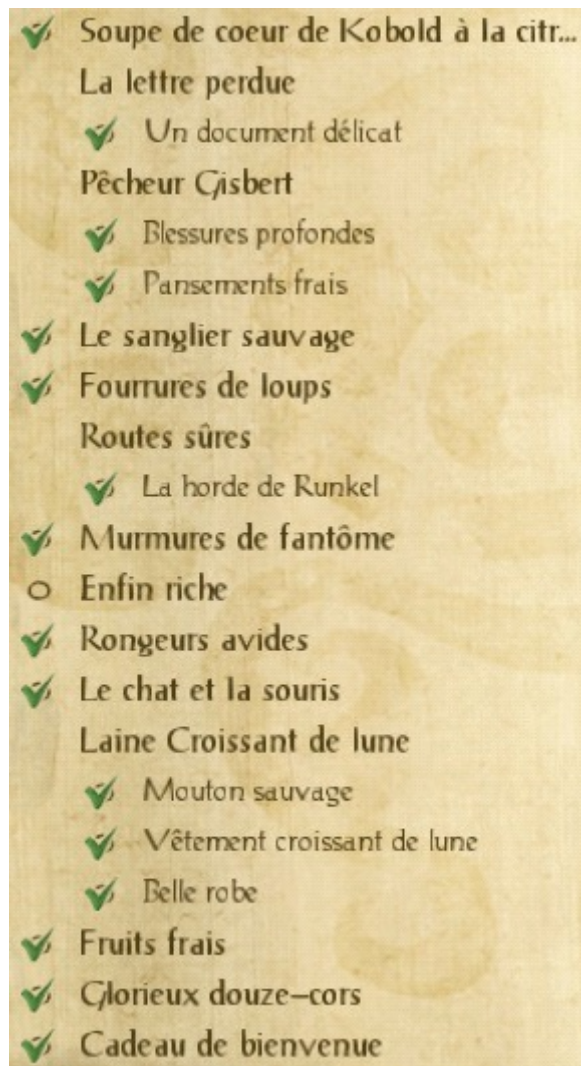 Soupe de coeur de Kobold à la citr...
La lettre perdue
Un document délicat
Pêcheur Gisbert
Blessures profondes
Pansements frais
Le sanglier sauvage
Fourrures de loups
Routes sûres
La horde de Runkel
Murmures de fantôme
Enfin riche
Rongeurs avides
Le chat et la souris
Laine Croissant de lune
Mouton sauvage
Vêtement croissant de lune
Belle robe
Fruits frais
Glorieux douze-cors
Cadeau de bienvenue